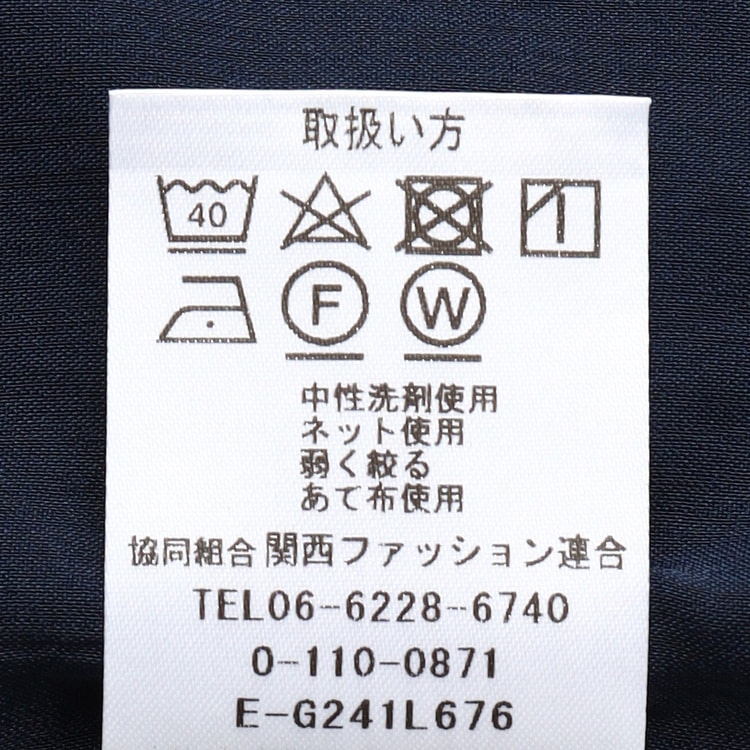 取扱い方
40
F W
中性洗剤使用
ネット使用
弱く絞る
あて布使用
協同組合 関西ファッション連合
TEL06-6228-6740
0-110-0871
E-G241L676